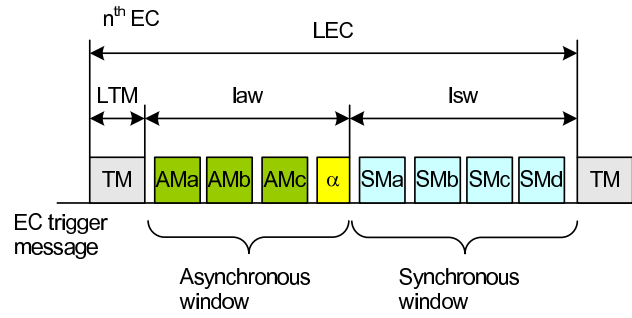 nth EC
LEC
LTM
law
lsw
TM
AMa
AMb
AMc
α
SMa
SMb
SMc
SMd
TM
EC trigger
message
Asynchronous
window
Synchronous
window